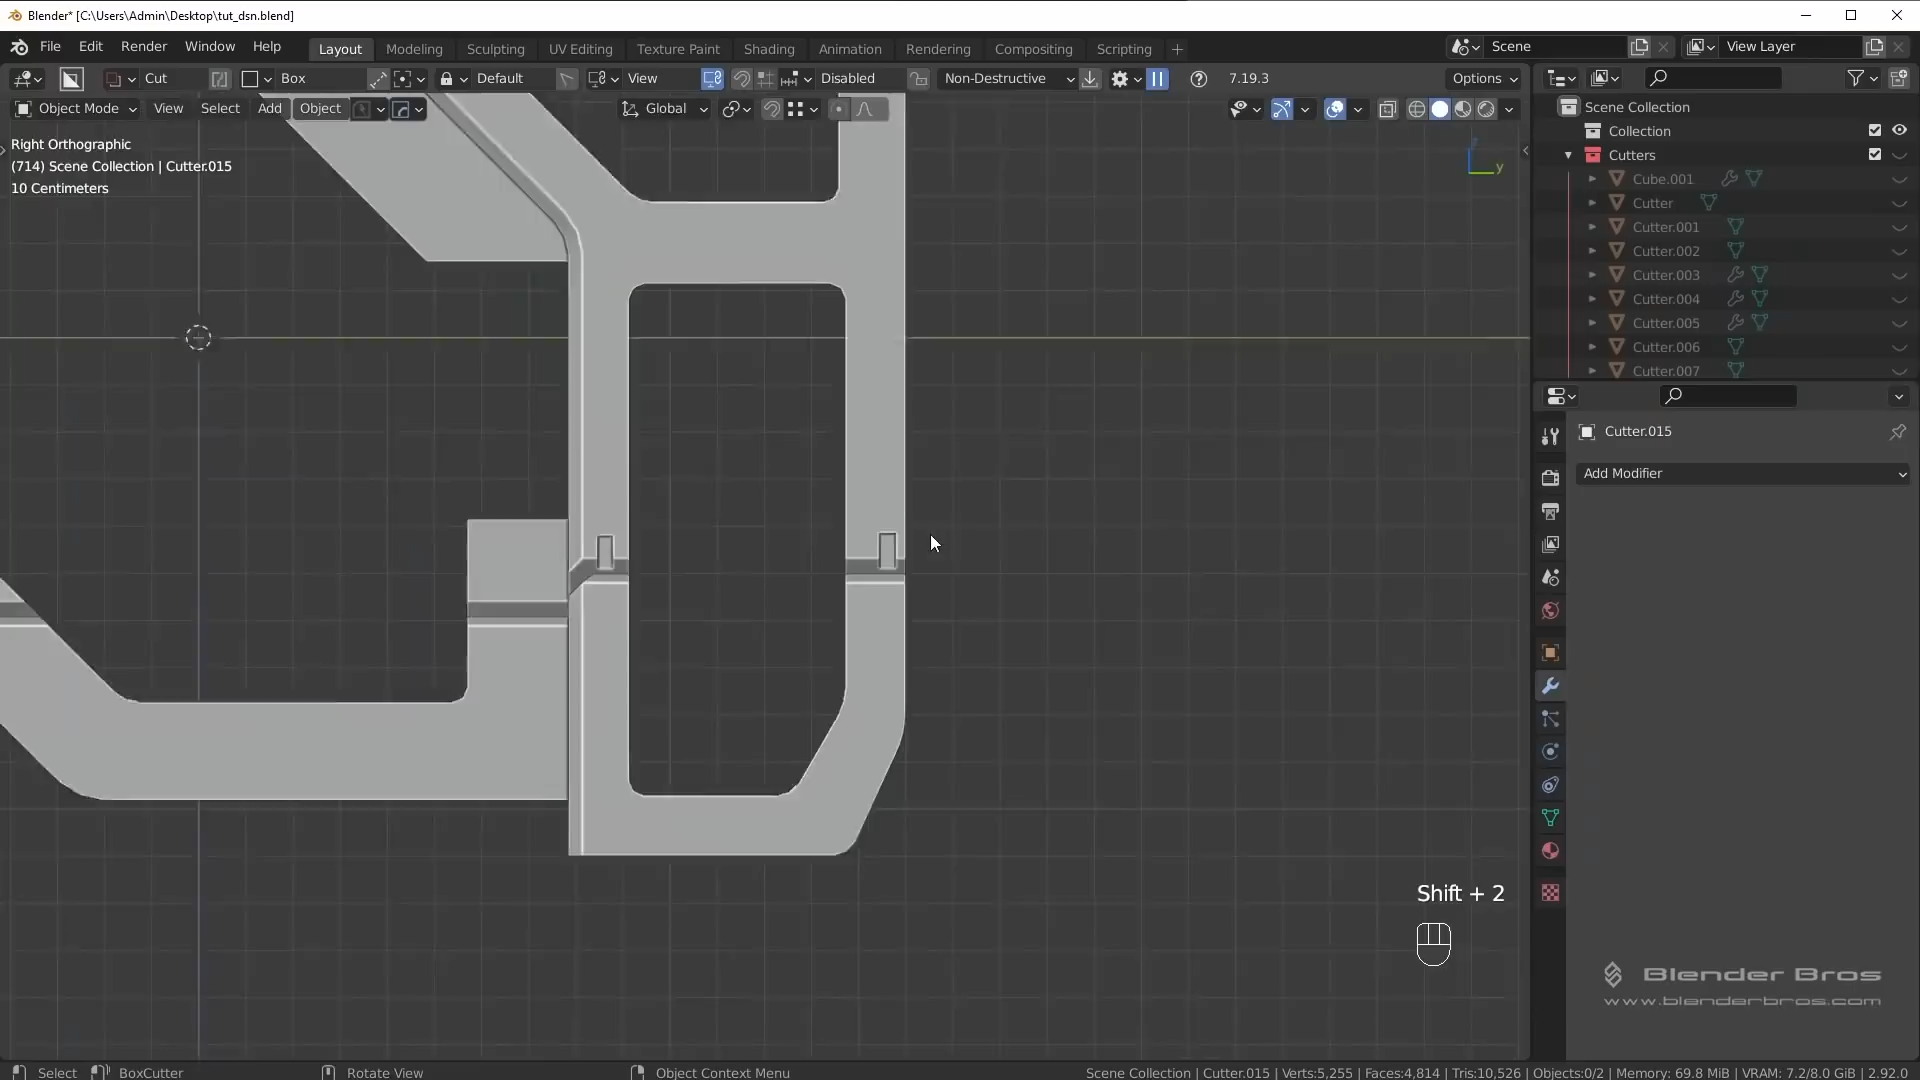 Blender* [C:\Users\Admin\Desktop\tut_dsn.blend]
File Edit Render Window Help Layout Modeling Sculpting UV Editing Texture Paint Shading Animation Rendering Compositing Scripting + Scene View Layer
Cut Box Default View Disabled Non-Destructive 7.19.3 Options
Object Mode View Select Add Object Global
Right Orthographic
(714) Scene Collection | Cutter.015
10 Centimeters
y
Scene Collection
Collection
Cutters
Cube.001
Cutter
Cutter.001
Cutter.002
Cutter.003
Cutter.004
Cutter.005
Cutter.006
Cutter.007
Cutter.015
Add Modifier
Shift + 2
Blender Bros
www.blenderbros.com
Select BoxCutter Rotate View Object Context Menu Scene Collection | Cutter.015 | Verts:5,255 | Faces:4,814 | Tris:10,526 | Objects:0/2 | Memory: 69.8 MiB | VRAM: 7.2/8.0 GiB | 2.92.0